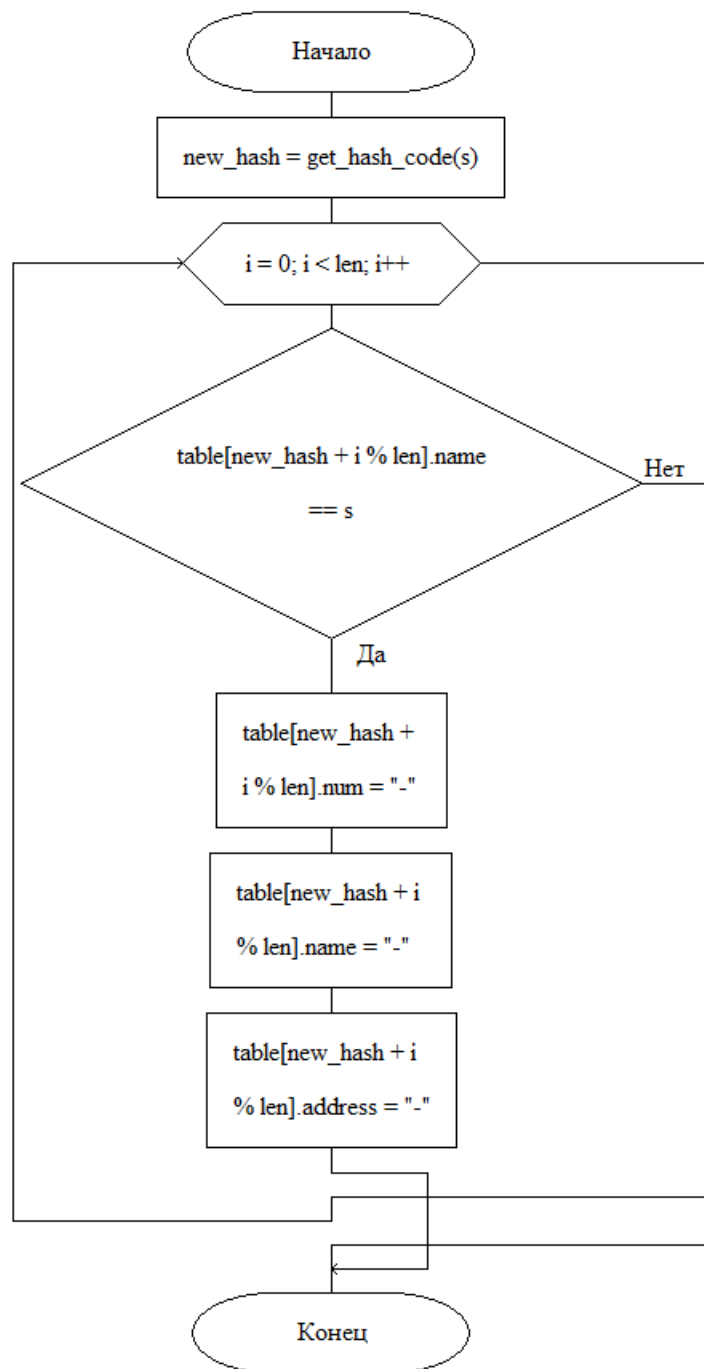 Начало
new_hash = get_hash_code(s)
i = 0; i < len; i++
table[new_hash + i % len].name
== s
Нет
Да
table[new_hash +
i % len].num = "-"
table[new_hash + i
% len].name = "-"
table[new_hash + i
% len].address = "-"
Конец